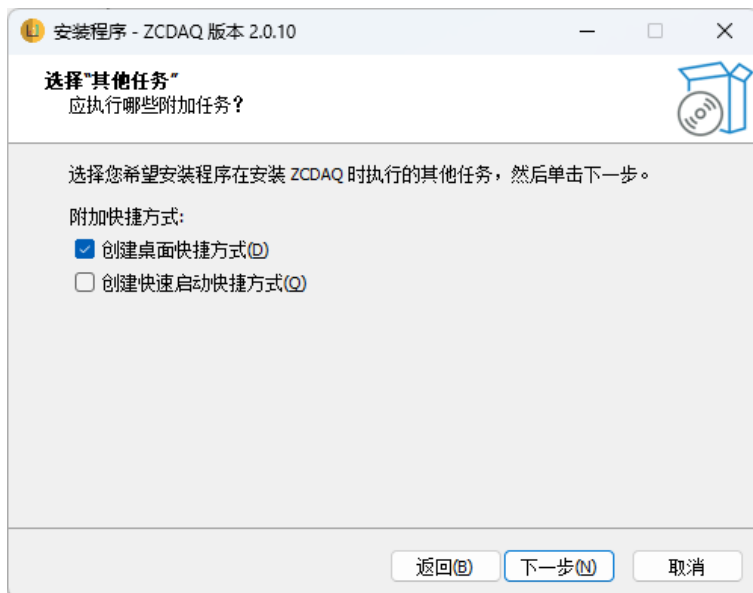 安装程序 - ZCDAQ 版本 2.0.10
选择"其他任务"
应执行哪些附加任务？
选择您希望安装程序在安装 ZCDAQ 时执行的其他任务，然后单击下一步。
附加快捷方式:
创建桌面快捷方式(D)
创建快速启动快捷方式(Q)
返回(B) 下一步(N) 取消